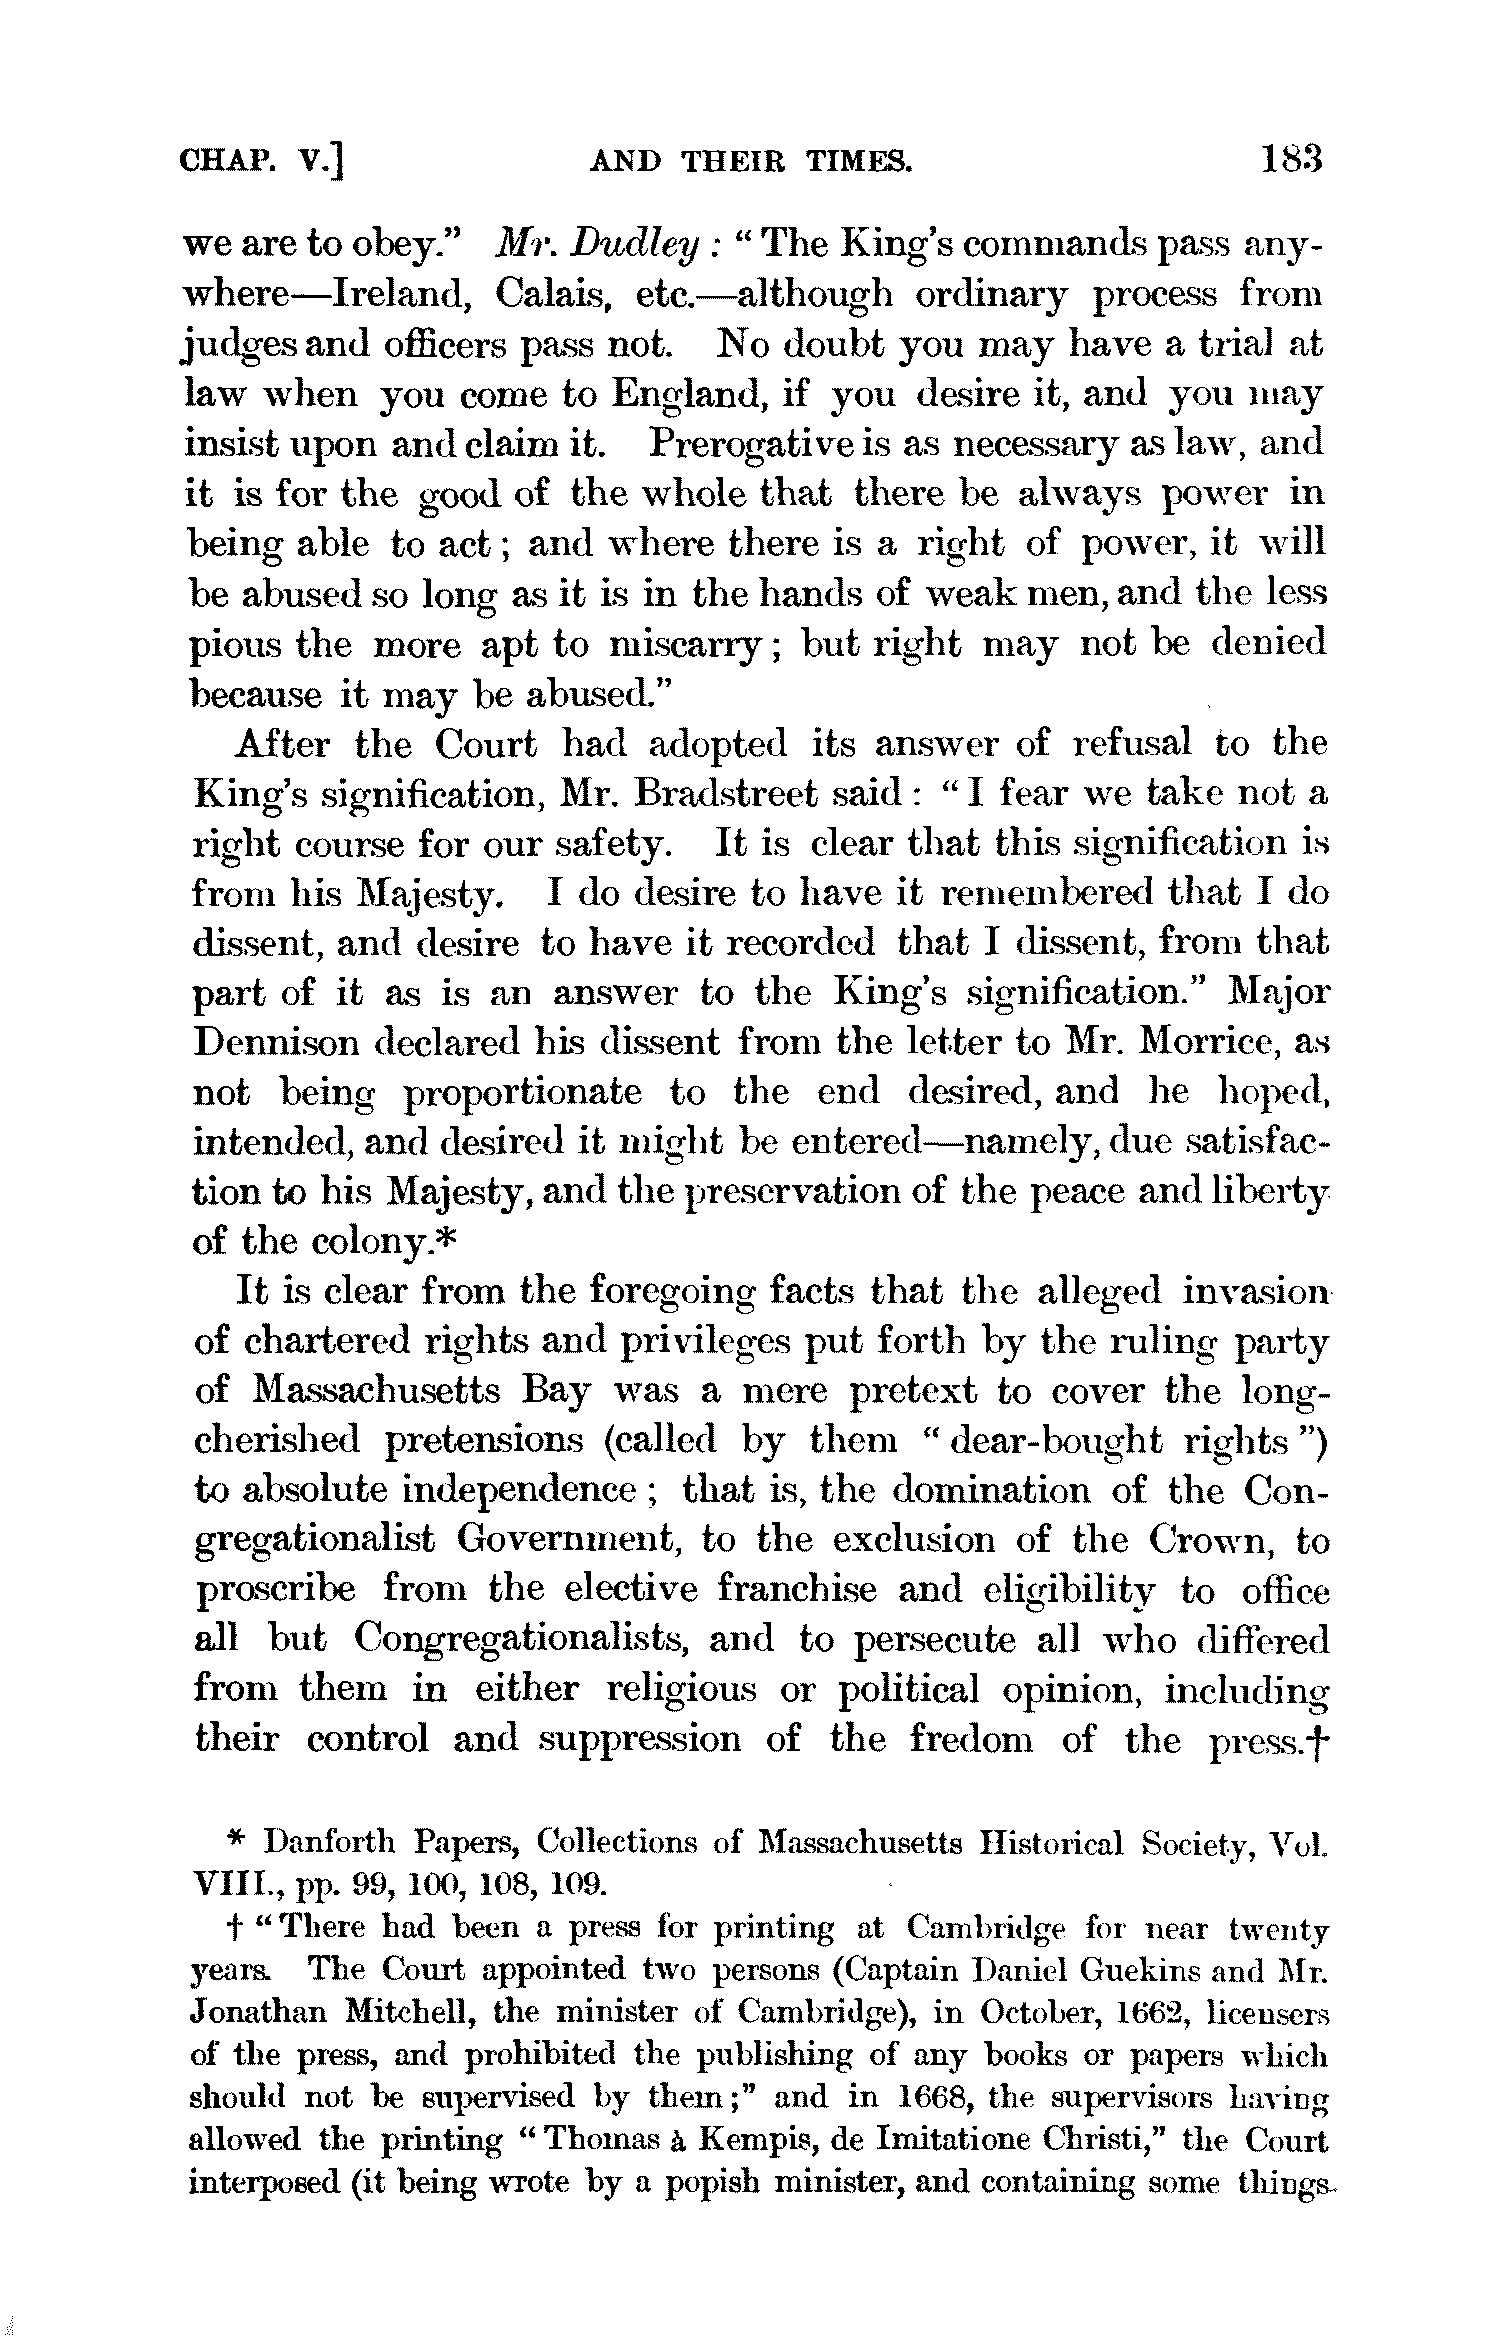 CHAP. V.] AND THEIR TIMES. 183
we are to obey." Mr. Dudley : "The King's commands pass any-
where—Ireland, Calais, etc.—although ordinary process from
judges and officers pass not. No doubt you may have a trial at
law when you come to England, if you desire it, and you may
insist upon and claim it. Prerogative is as necessary as law, and
it is for the good of the whole that there be always power in
being able to act ; and where there is a right of power, it will
be abused so long as it is in the hands of weak men, and the less
pious the more apt to miscarry ; but right may not be denied
because it may be abused."
After the Court had adopted its answer of refusal to the
King's signification, Mr. Bradstreet said : "I fear we take not a
right course for our safety. It is clear that this signification is
from his Majesty. I do desire to have it remembered that I do
dissent, and desire to have it recorded that I dissent, from that
part of it as is an answer to the King's signification." Major
Dennison declared his dissent from the letter to Mr. Morrice, as
not being proportionate to the end desired, and he hoped,
intended, and desired it might be entered—namely, due satisfac-
tion to his Majesty, and the preservation of the peace and liberty
of the colony.*
It is clear from the foregoing facts that the alleged invasion
of chartered rights and privileges put forth by the ruling party
of Massachusetts Bay was a mere pretext to cover the long-
cherished pretensions (called by them "dear-bought rights")
to absolute independence ; that is, the domination of the Con-
gregationalist Government, to the exclusion of the Crown, to
proscribe from the elective franchise and eligibility to office
all but Congregationalists, and to persecute all who differed
from them in either religious or political opinion, including
their control and suppression of the fredom of the press.†
* Danforth Papers, Collections of Massachusetts Historical Society, Vol.
VIII., pp. 99, 100, 108, 109.
† "There had been a press for printing at Cambridge for near twenty
years. The Court appointed two persons (Captain Daniel Guekins and Mr.
Jonathan Mitchell, the minister of Cambridge), in October, 1662, licensers
of the press, and prohibited the publishing of any books or papers which
should not be supervised by them ;" and in 1668, the supervisors having
allowed the printing "Thomas à Kempis, de Imitatione Christi," the Court
interposed (it being wrote by a popish minister, and containing some things